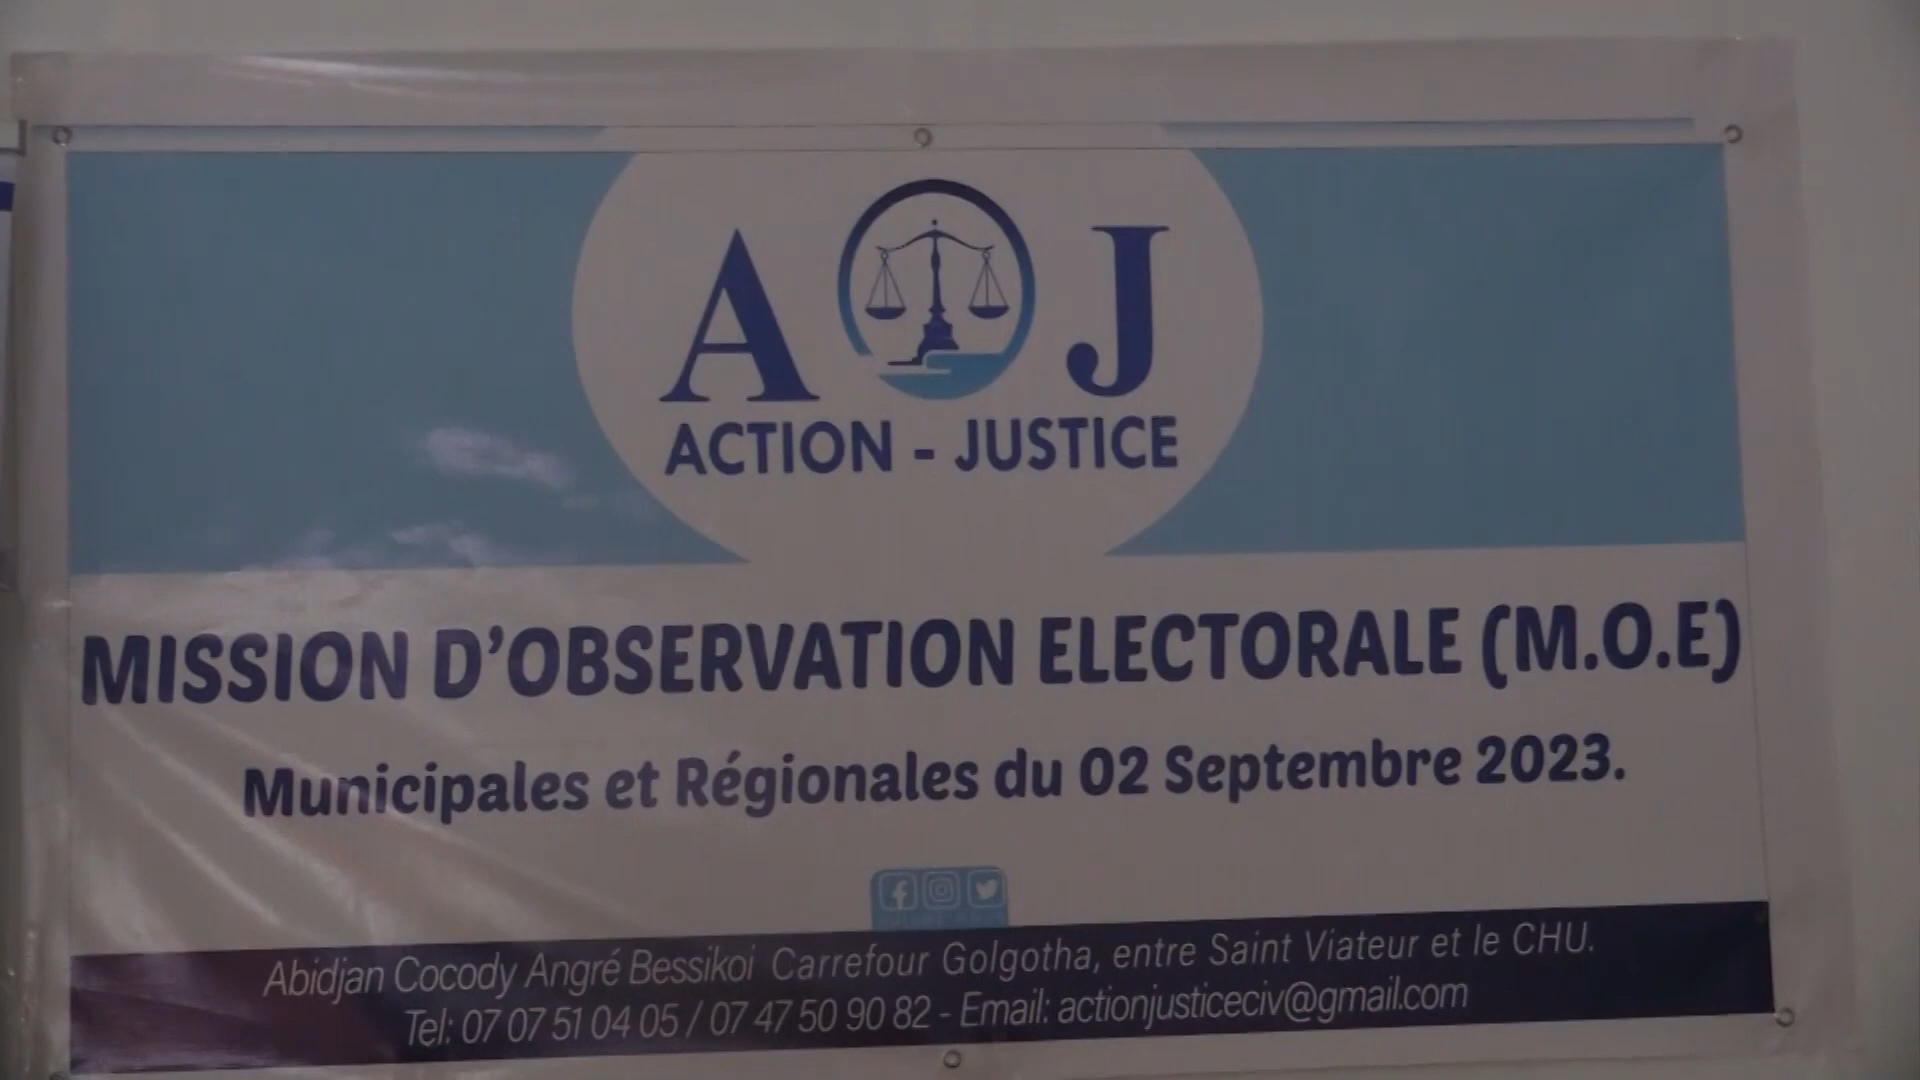 A J
ACTION - JUSTICE
MISSION D'OBSERVATION ELECTORALE (M.O.E)
Municipales et Régionales du 02 Septembre 2023.
Abidjan Cocody Angré Bessikoi Carrefour Golgotha, entre Saint Viateur et le CHU.
Tel: 07 07 51 04 05 / 07 47 50 90 82 - Email: actionjusticeciv@gmail.com